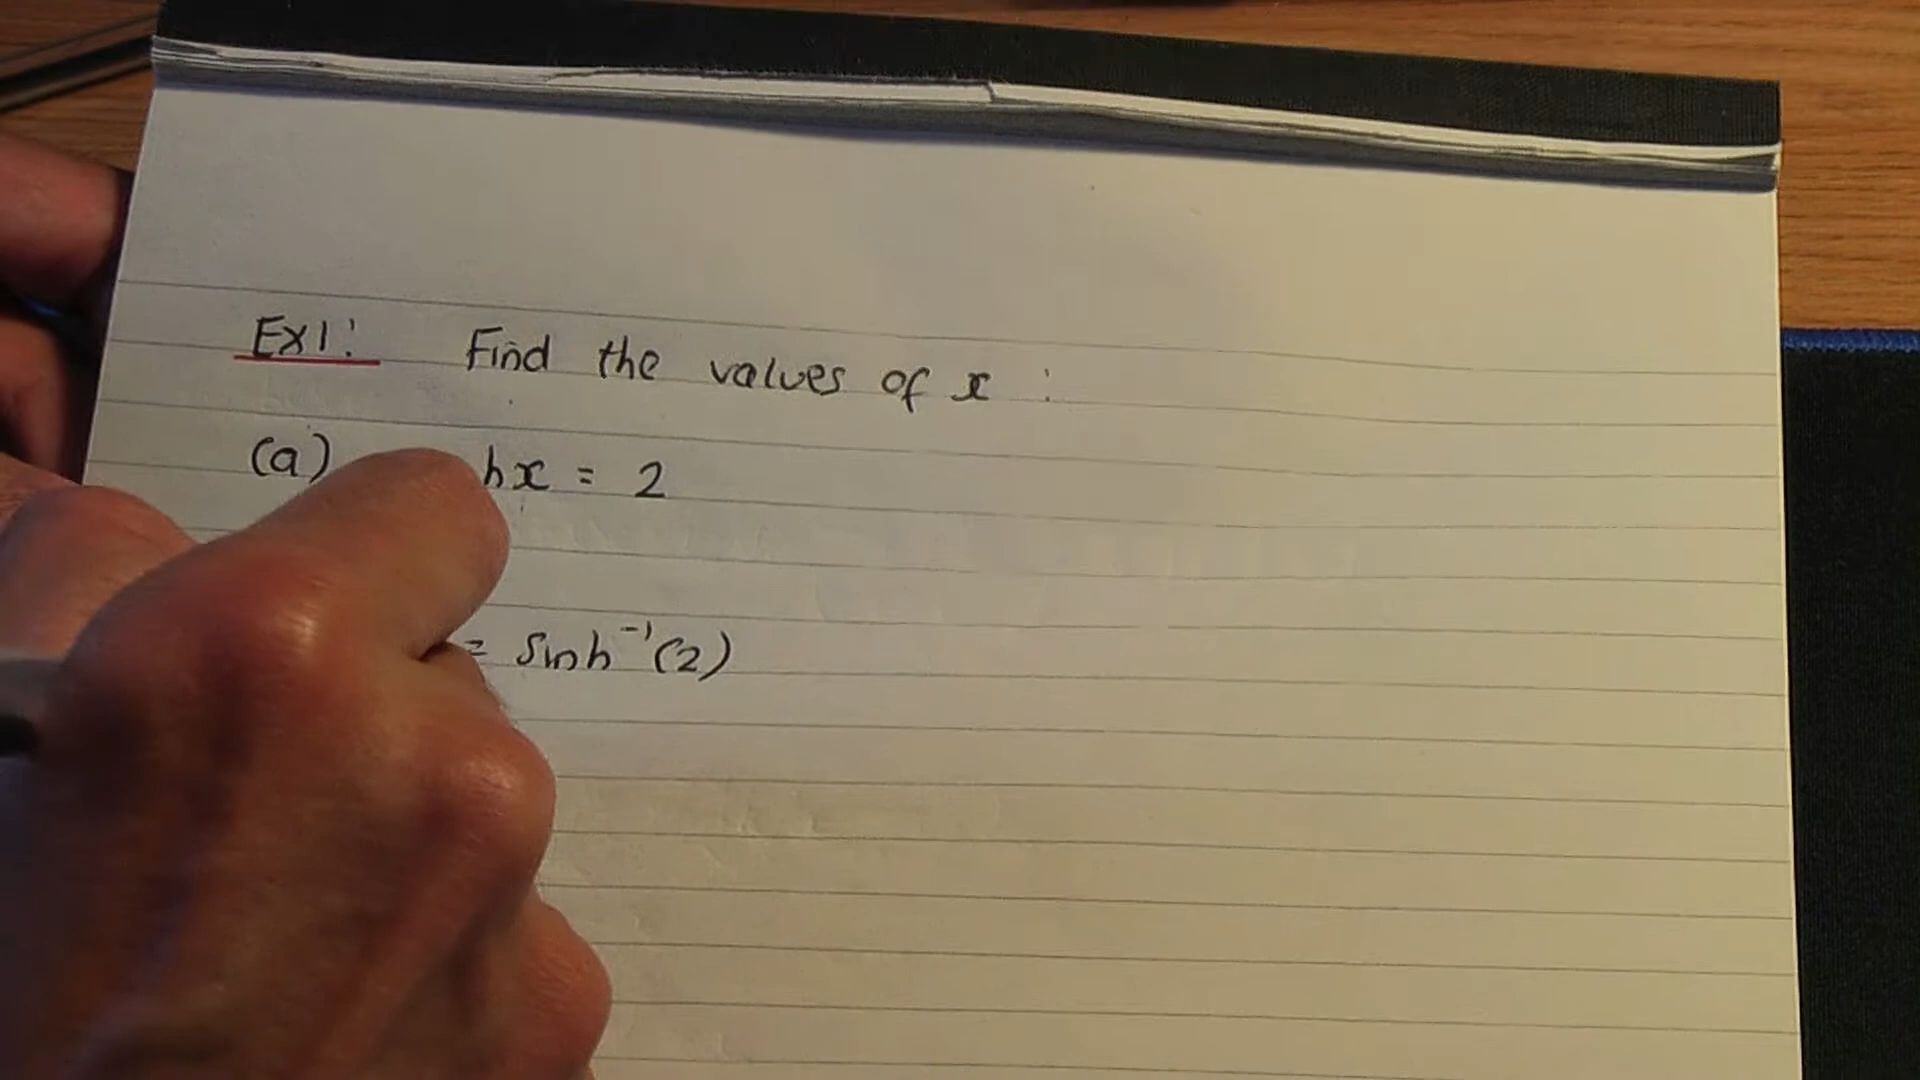 Ex1: Find the values of x :
(a) hx = 2
= Sinh⁻¹(2)